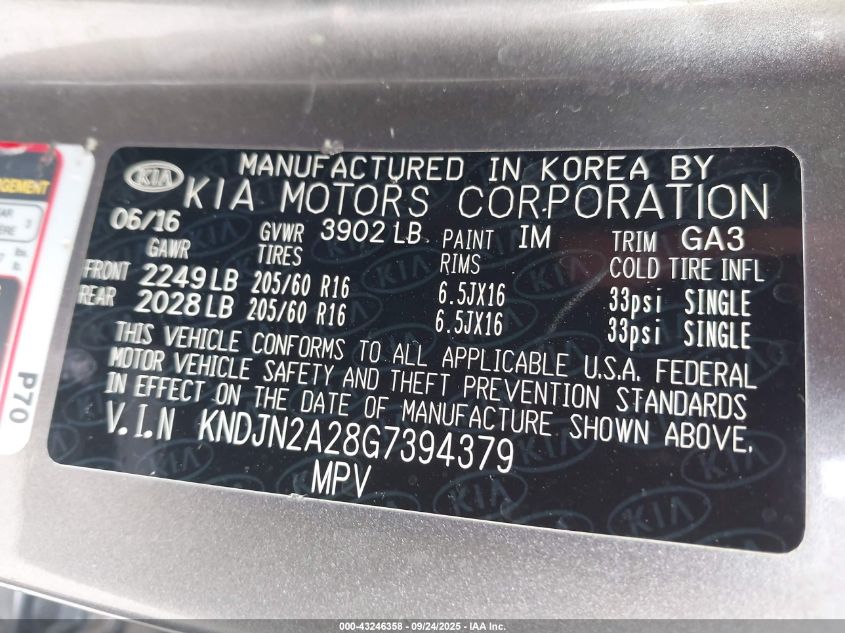 MANUFACTURED IN KOREA BY
KIA KIA MOTORS CORPORATION
06/16 GVWR 3902 LB PAINT IM TRIM GA3
GAWR TIRES RIMS COLD TIRE INFL
FRONT 2249 LB 205/60 R16 6.5JX16 33psi SINGLE
REAR 2028 LB 205/60 R16 6.5JX16 33psi SINGLE
THIS VEHICLE CONFORMS TO ALL APPLICABLE U.S.A. FEDERAL
MOTOR VEHICLE SAFETY AND THEFT PREVENTION STANDARDS
IN EFFECT ON THE DATE OF MANUFACTURE SHOWN ABOVE.
V.I.N KNDJN2A28G7394379
MPV
P70
000-43246358 - 09/24/2025 - IAA Inc.